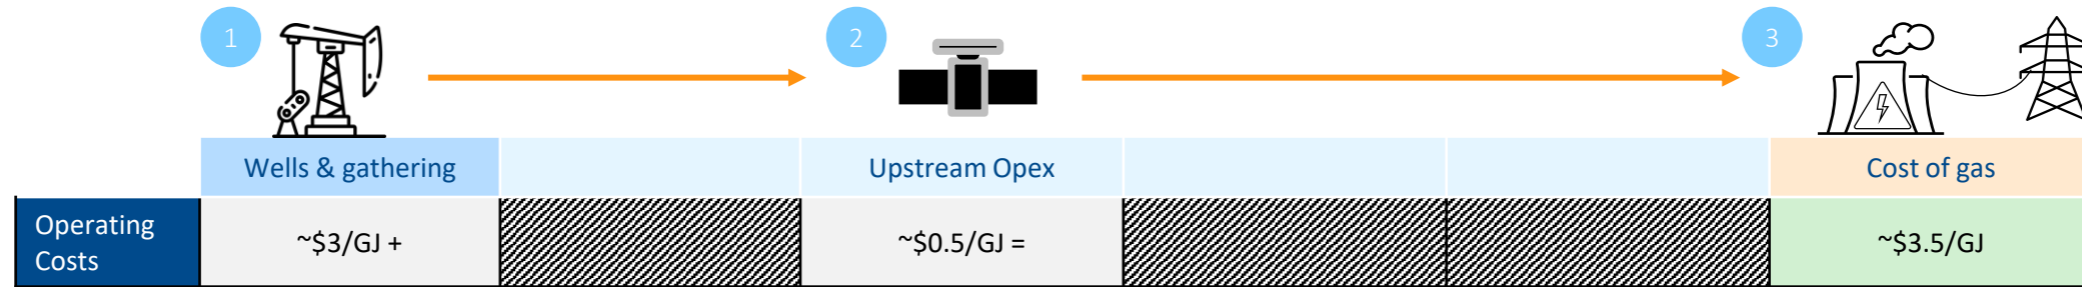 1
2
3
Wells & gathering
Upstream Opex
Cost of gas
Operating
Costs
~$3/GJ +
~$0.5/GJ =
~$3.5/GJ